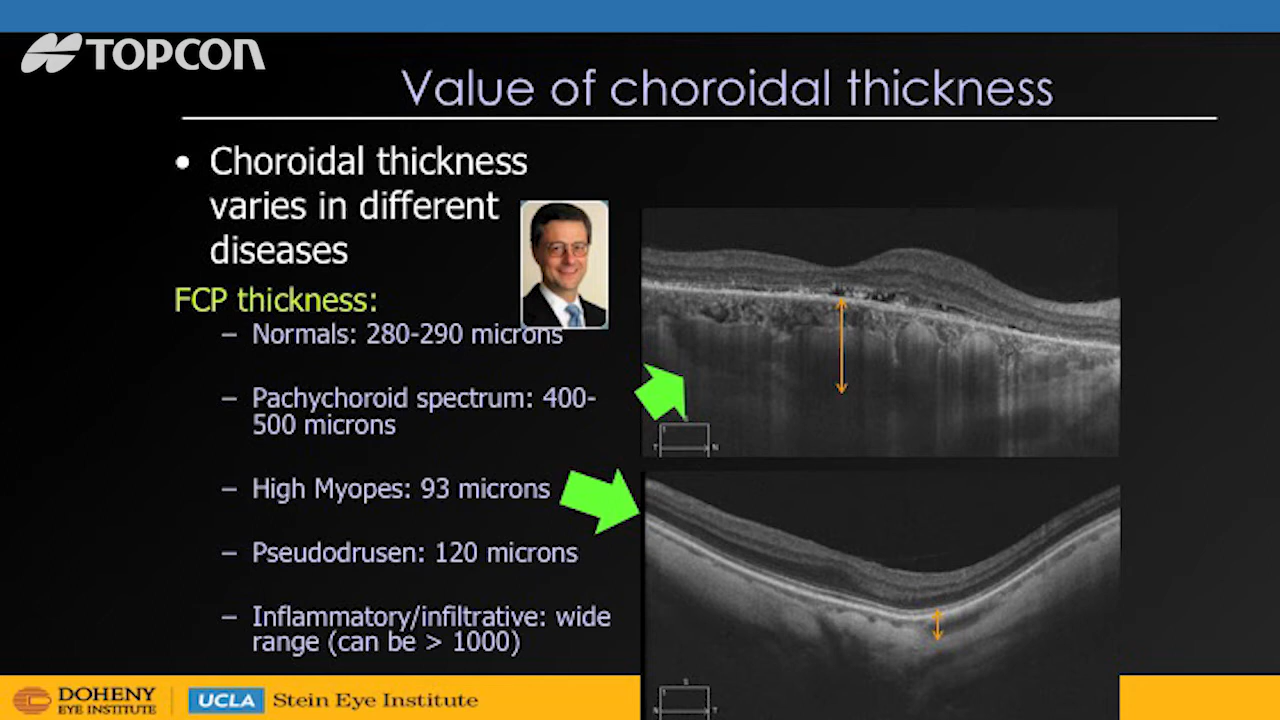 TOPCON
Value of choroidal thickness
• Choroidal thickness
varies in different
diseases
FCP thickness:
– Normals: 280-290 microns
– Pachychoroid spectrum: 400-
500 microns
– High Myopes: 93 microns
– Pseudodrusen: 120 microns
– Inflammatory/infiltrative: wide
range (can be > 1000)
S
1
T N
S
1
N T
DOHENY
EYE INSTITUTE
UCLA Stein Eye Institute